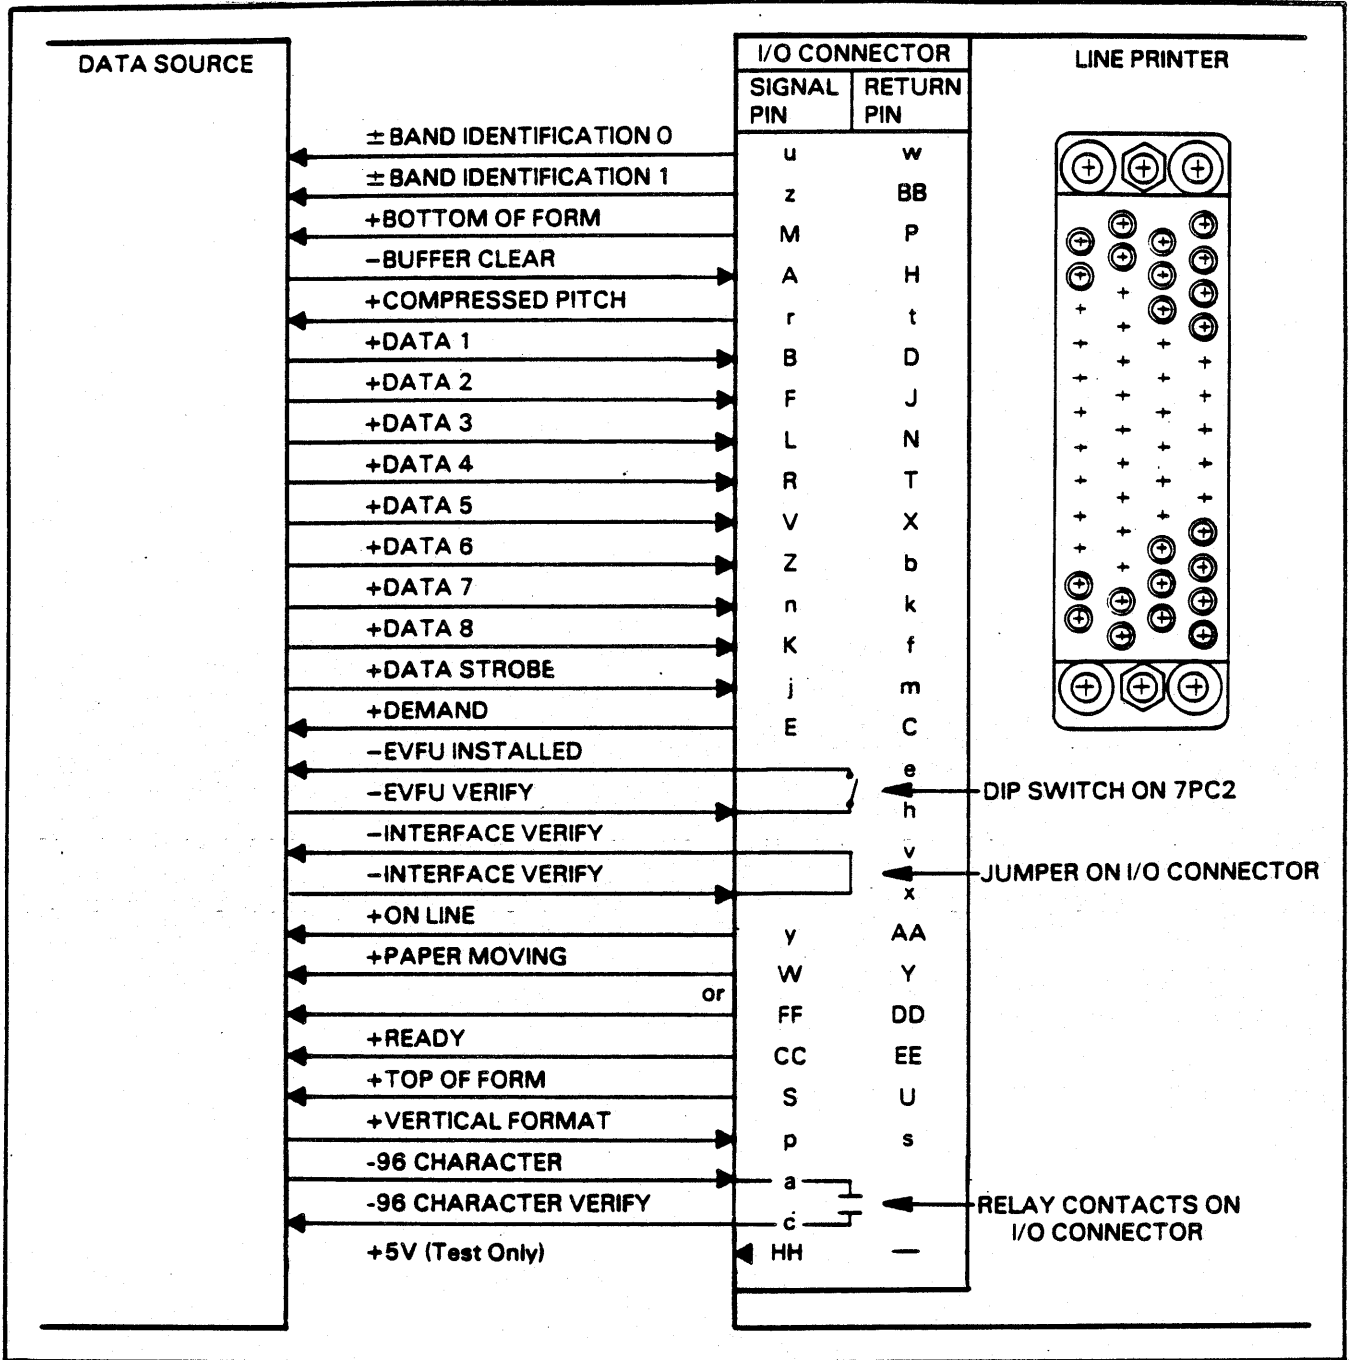 DATA SOURCE
I/O CONNECTOR
LINE PRINTER
SIGNAL PIN
RETURN PIN
±BAND IDENTIFICATION 0 u w
±BAND IDENTIFICATION 1 z BB
+BOTTOM OF FORM M P
-BUFFER CLEAR A H
+COMPRESSED PITCH r t
+DATA 1 B D
+DATA 2 F J
+DATA 3 L N
+DATA 4 R T
+DATA 5 V X
+DATA 6 Z b
+DATA 7 n k
+DATA 8 K f
+DATA STROBE j m
+DEMAND E C
-EVFU INSTALLED e
DIP SWITCH ON 7PC2
-EVFU VERIFY h
-INTERFACE VERIFY v
JUMPER ON I/O CONNECTOR
-INTERFACE VERIFY x
+ON LINE y AA
+PAPER MOVING W Y
or FF DD
+READY CC EE
+TOP OF FORM S U
+VERTICAL FORMAT p s
-96 CHARACTER a
RELAY CONTACTS ON
I/O CONNECTOR
-96 CHARACTER VERIFY c
+5V (Test Only) HH —